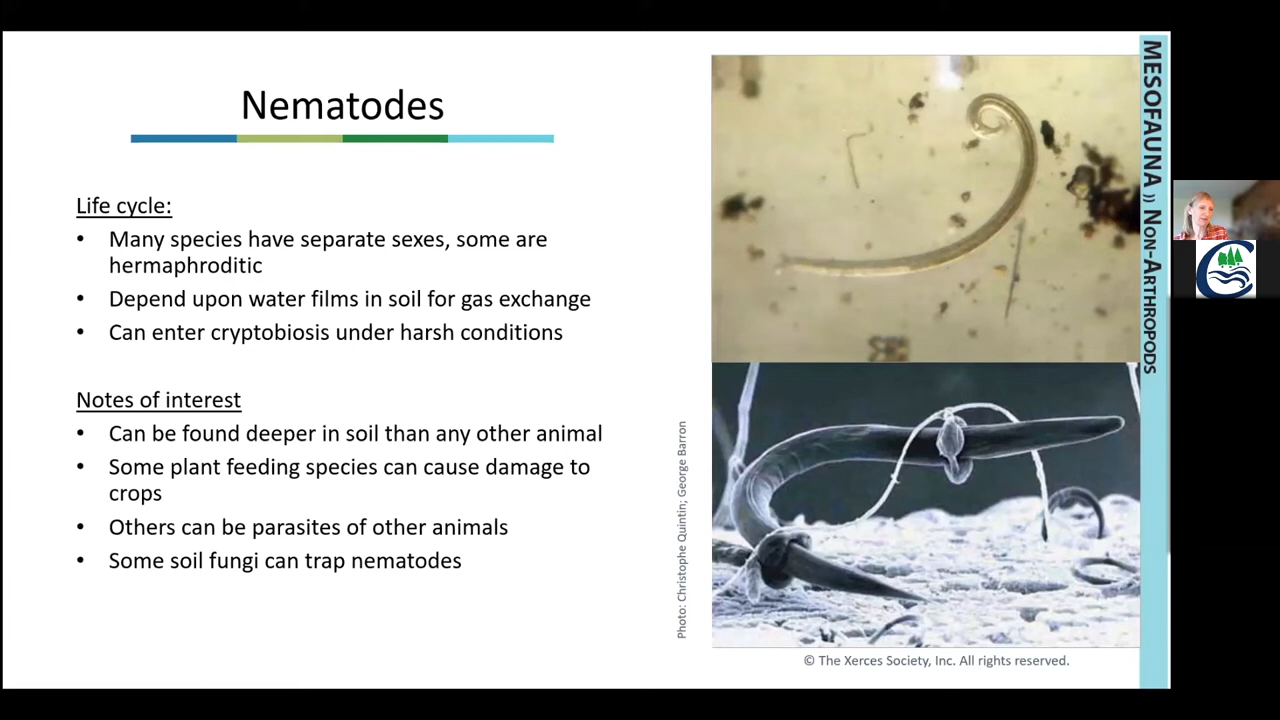 Nematodes
Life cycle:
• Many species have separate sexes, some are
hermaphroditic
• Depend upon water films in soil for gas exchange
• Can enter cryptobiosis under harsh conditions
Notes of interest
• Can be found deeper in soil than any other animal
• Some plant feeding species can cause damage to
crops
• Others can be parasites of other animals
• Some soil fungi can trap nematodes
Photo: Christophe Quintin; George Barron
© The Xerces Society, Inc. All rights reserved.
MESOFAUNA )) NON-ARTHROPODS
C